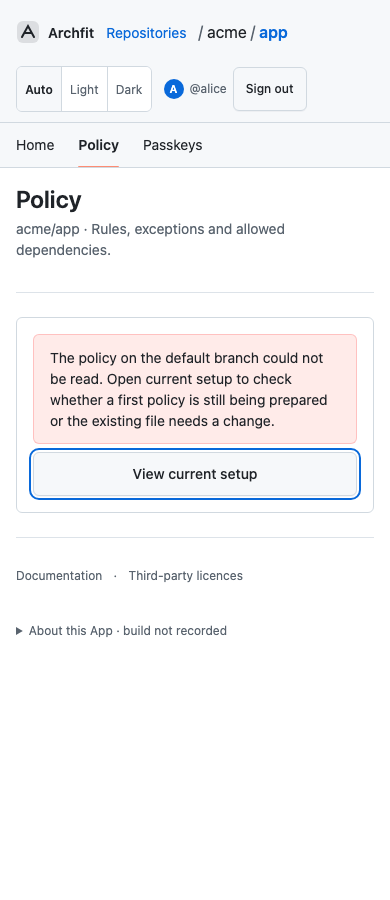 Archfit Repositories / acme / app
Auto Light Dark A @alice Sign out
Home Policy Passkeys
Policy
acme/app · Rules, exceptions and allowed
dependencies.
The policy on the default branch could not
be read. Open current setup to check
whether a first policy is still being prepared
or the existing file needs a change.
View current setup
Documentation · Third-party licences
About this App · build not recorded